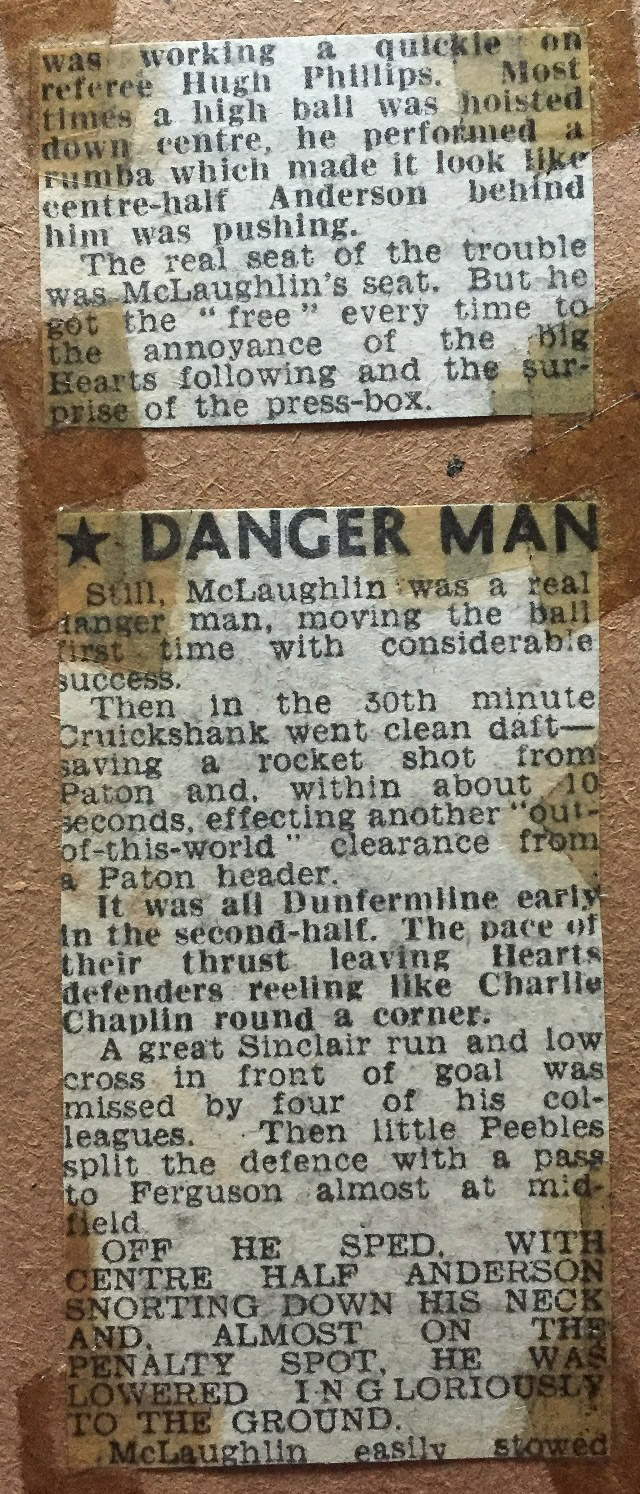 was working a quickie on
referee Hugh Phillips. Most
times a high ball was hoisted
down centre, he performed a
rumba which made it look like
centre-half Anderson behind
him was pushing.
The real seat of the trouble
was McLaughlin's seat. But he
got the "free" every time to
the annoyance of the big
Hearts following and the sur-
prise of the press-box.
★ DANGER MAN
Still, McLaughlin was a real
danger man, moving the ball
first time with considerable
success.
Then in the 30th minute
Cruickshank went clean daft—
saving a rocket shot from
Paton and, within about 10
seconds, effecting another "out-
of-this-world" clearance from
a Paton header.
It was all Dunfermline early
in the second-half. The pace of
their thrust leaving Hearts
defenders reeling like Charlie
Chaplin round a corner.
A great Sinclair run and low
cross in front of goal was
missed by four of his col-
leagues. Then little Peebles
split the defence with a pass
to Ferguson almost at mid-
field.
OFF HE SPED, WITH
CENTRE HALF ANDERSON
SNORTING DOWN HIS NECK
AND, ALMOST ON THE
PENALTY SPOT, HE WAS
LOWERED INGLORIOUSLY
TO THE GROUND.
McLaughlin easily stowed